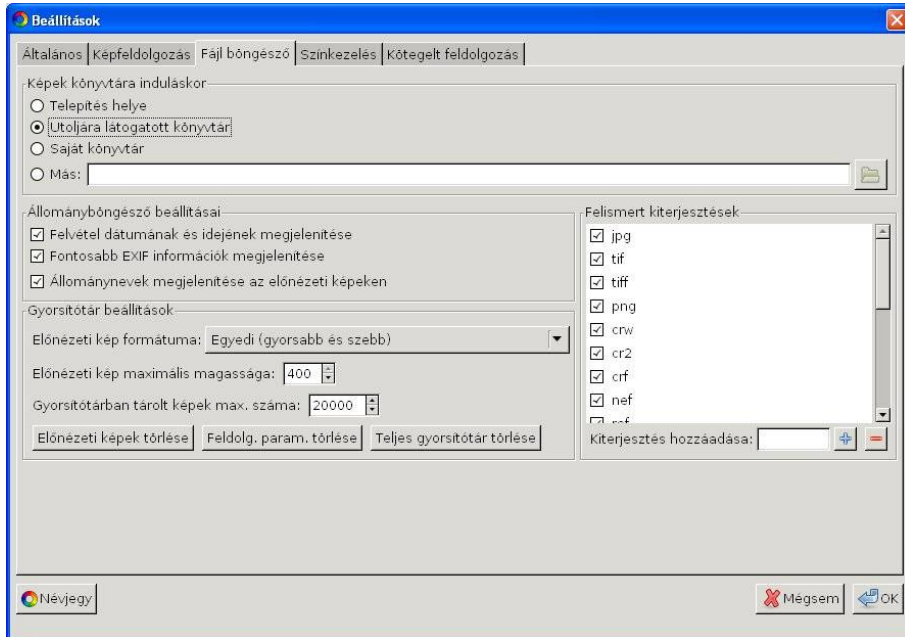 Beállítások
Általános Képfeldolgozás Fájl böngésző Színkezelés Kötegelt feldolgozás
Képek könyvtára induláskor
Telepítés helye
Utoljára látogatott könyvtár
Saját könyvtár
Más:
Állományböngésző beállításai
Felvétel dátumának és idejének megjelenítése
Fontosabb EXIF információk megjelenítése
Állománynevek megjelenítése az előnézeti képeken
Gyorsítótár beállítások
Előnézeti kép formátuma: Egyedi (gyorsabb és szebb)
Előnézeti kép maximális magassága: 400
Gyorsítótárban tárolt képek max. száma: 20000
Előnézeti képek törlése Feldolg. param. törlése Teljes gyorsítótár törlése
Felismert kiterjesztések
jpg
tif
tiff
png
crw
cr2
crf
nef
Kiterjesztés hozzáadása:
Névjegy Mégsem OK